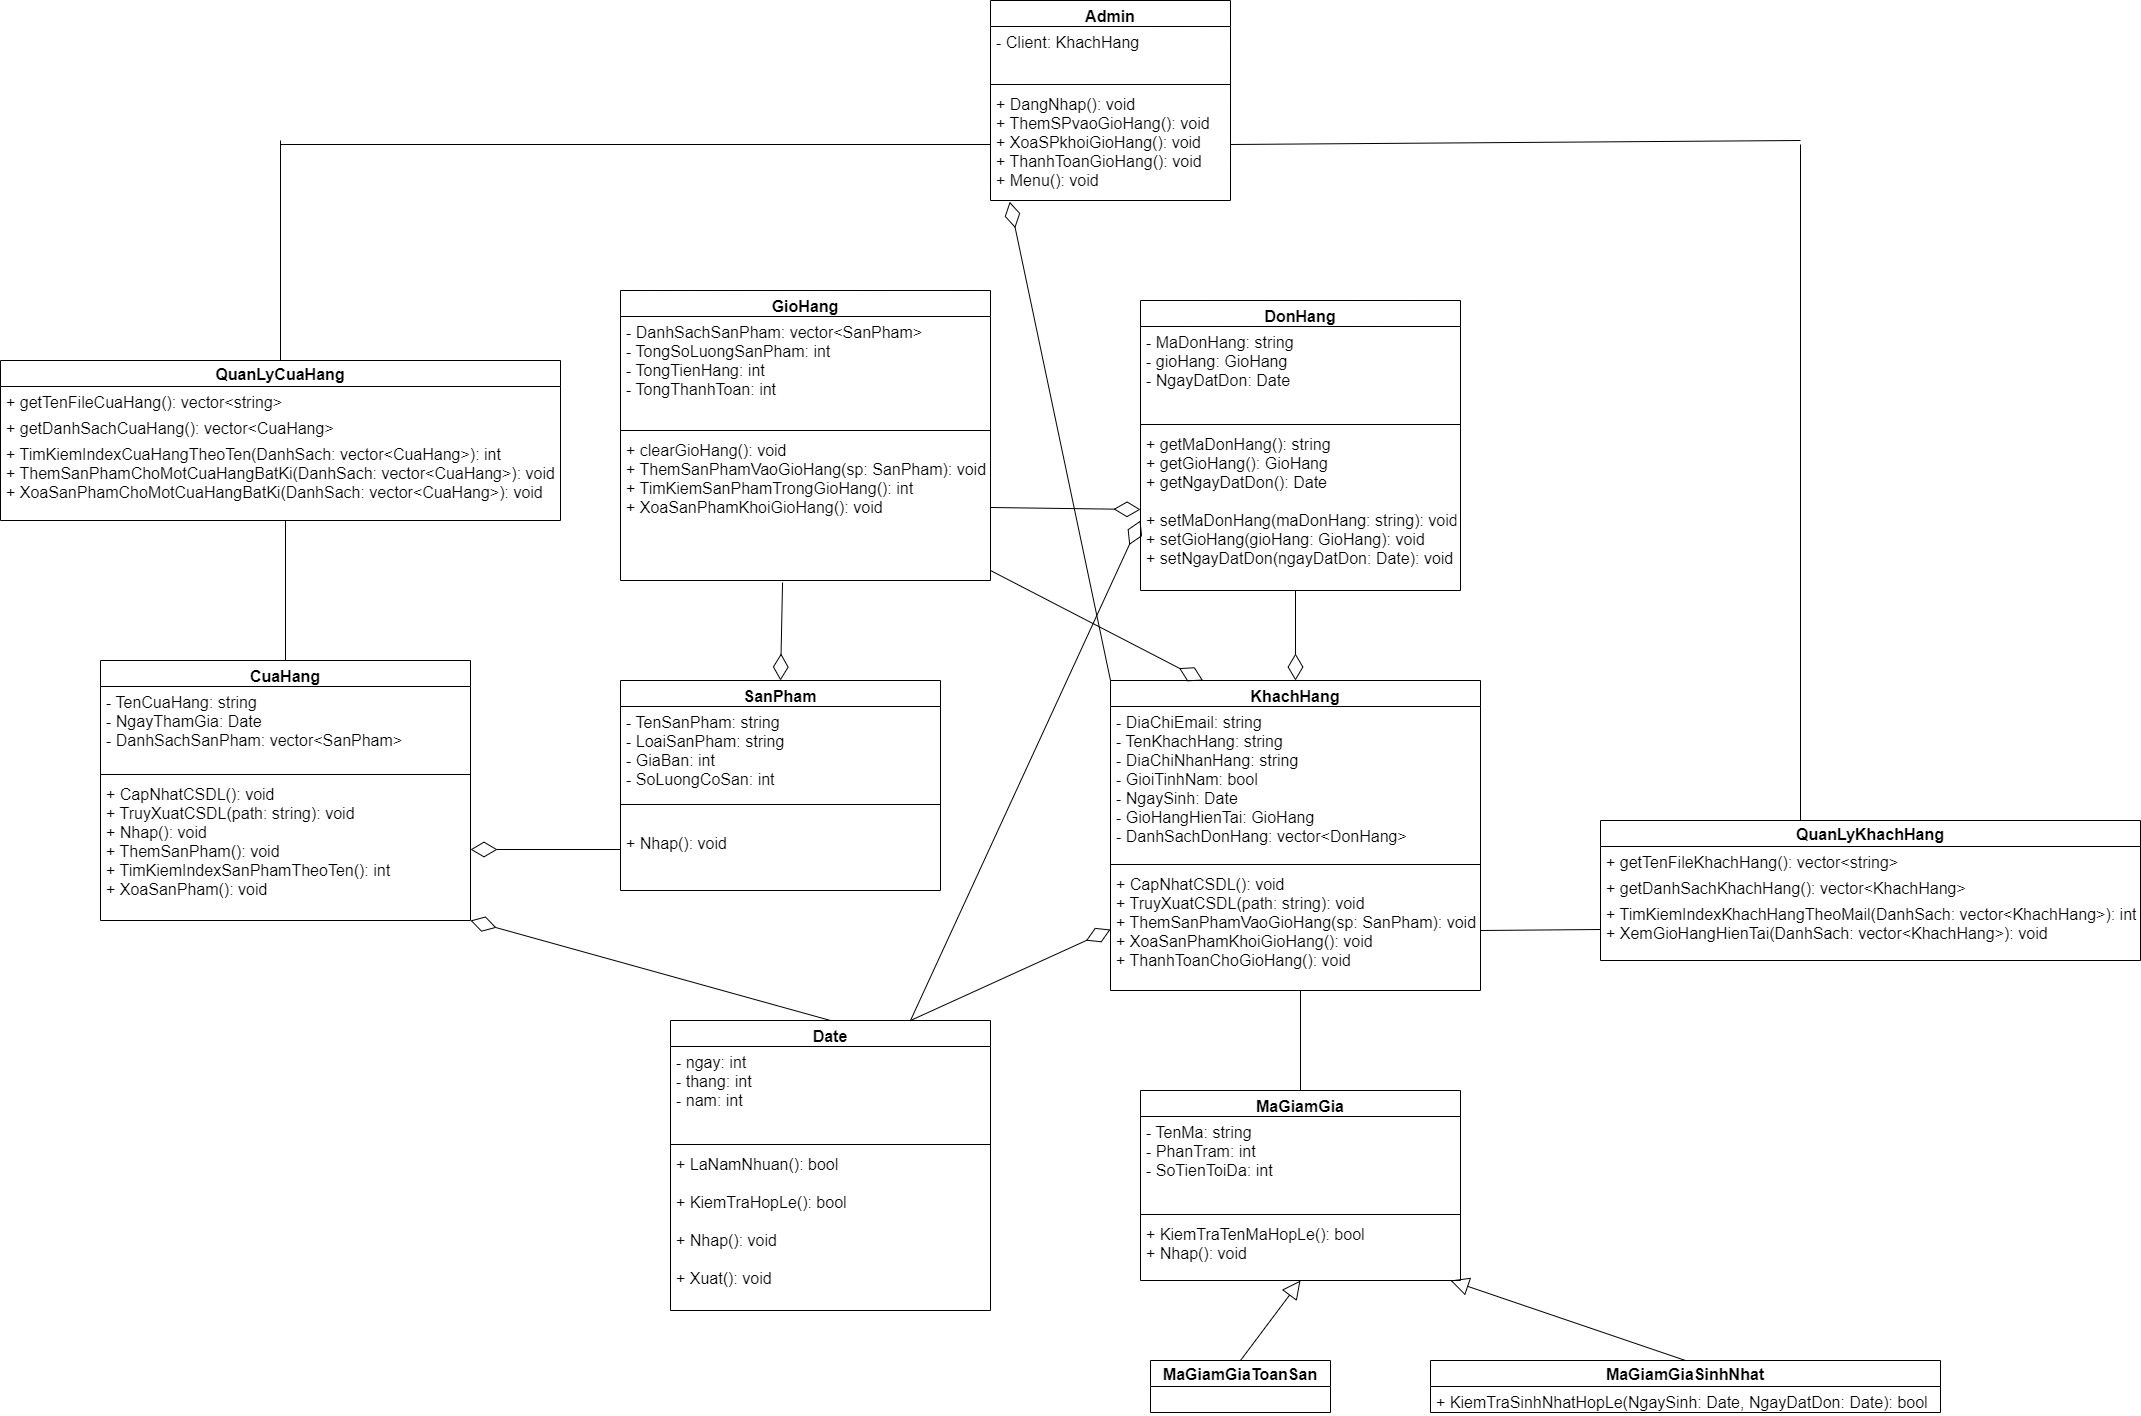 Admin
- Client: KhachHang
+ DangNhap(): void
+ ThemSPvaoGioHang(): void
+ XoaSPkhoiGioHang(): void
+ ThanhToanGioHang(): void
+ Menu(): void
GioHang
- DanhSachSanPham: vector<SanPham>
- TongSoLuongSanPham: int
- TongTienHang: int
- TongThanhToan: int
+ clearGioHang(): void
+ ThemSanPhamVaoGioHang(sp: SanPham): void
+ TimKiemSanPhamTrongGioHang(): int
+ XoaSanPhamKhoiGioHang(): void
DonHang
- MaDonHang: string
- gioHang: GioHang
- NgayDatDon: Date
+ getMaDonHang(): string
+ getGioHang(): GioHang
+ getNgayDatDon(): Date
+ setMaDonHang(maDonHang: string): void
+ setGioHang(gioHang: GioHang): void
+ setNgayDatDon(ngayDatDon: Date): void
QuanLyCuaHang
+ getTenFileCuaHang(): vector<string>
+ getDanhSachCuaHang(): vector<CuaHang>
+ TimKiemIndexCuaHangTheoTen(DanhSach: vector<CuaHang>): int
+ ThemSanPhamChoMotCuaHangBatKi(DanhSach: vector<CuaHang>): void
+ XoaSanPhamChoMotCuaHangBatKi(DanhSach: vector<CuaHang>): void
CuaHang
- TenCuaHang: string
- NgayThamGia: Date
- DanhSachSanPham: vector<SanPham>
+ CapNhatCSDL(): void
+ TruyXuatCSDL(path: string): void
+ Nhap(): void
+ ThemSanPham(): void
+ TimKiemIndexSanPhamTheoTen(): int
+ XoaSanPham(): void
SanPham
- TenSanPham: string
- LoaiSanPham: string
- GiaBan: int
- SoLuongCoSan: int
+ Nhap(): void
KhachHang
- DiaChiEmail: string
- TenKhachHang: string
- DiaChiNhanHang: string
- GioiTinhNam: bool
- NgaySinh: Date
- GioHangHienTai: GioHang
- DanhSachDonHang: vector<DonHang>
+ CapNhatCSDL(): void
+ TruyXuatCSDL(path: string): void
+ ThemSanPhamVaoGioHang(sp: SanPham): void
+ XoaSanPhamKhoiGioHang(): void
+ ThanhToanChoGioHang(): void
QuanLyKhachHang
+ getTenFileKhachHang(): vector<string>
+ getDanhSachKhachHang(): vector<KhachHang>
+ TimKiemIndexKhachHangTheoMail(DanhSach: vector<KhachHang>): int
+ XemGioHangHienTai(DanhSach: vector<KhachHang>): void
Date
- ngay: int
- thang: int
- nam: int
+ LaNamNhuan(): bool
+ KiemTraHopLe(): bool
+ Nhap(): void
+ Xuat(): void
MaGiamGia
- TenMa: string
- PhanTram: int
- SoTienToiDa: int
+ KiemTraTenMaHopLe(): bool
+ Nhap(): void
MaGiamGiaToanSan
MaGiamGiaSinhNhat
+ KiemTraSinhNhatHopLe(NgaySinh: Date, NgayDatDon: Date): bool